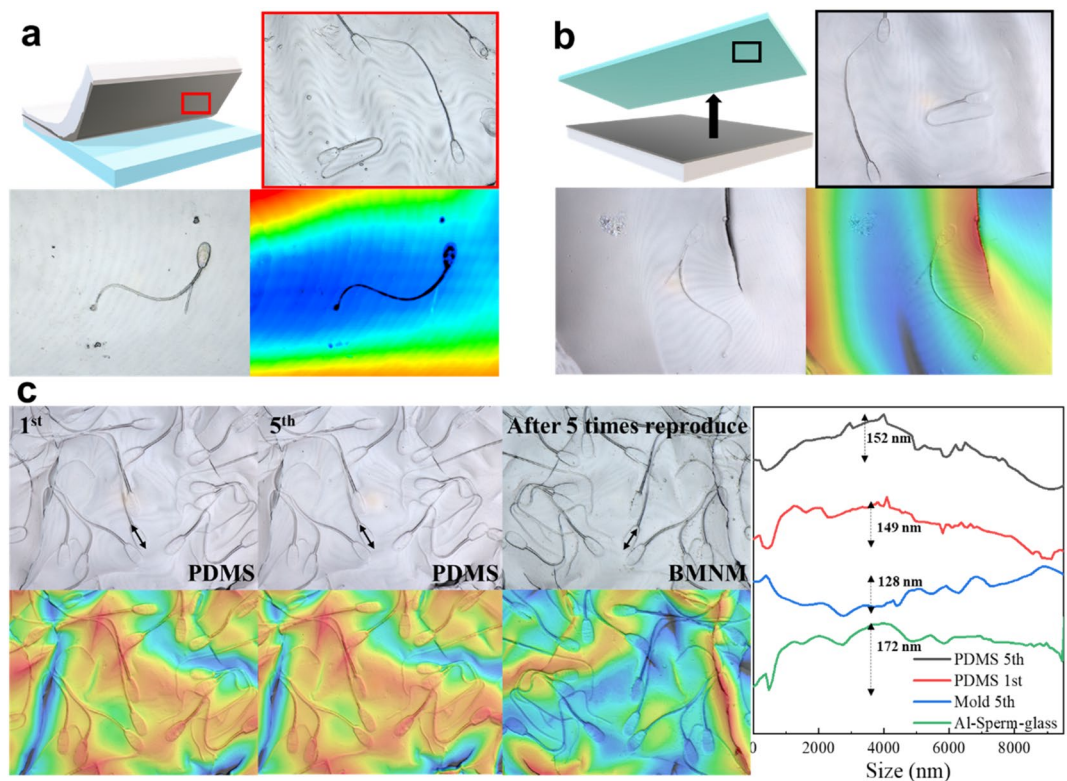 a
b
c
1st
5th
After 5 times reproduce
PDMS
PDMS
BMNM
152 nm
149 nm
128 nm
172 nm
PDMS 5th
PDMS 1st
Mold 5th
Al-Sperm-glass
0
2000
4000
6000
8000
Size (nm)